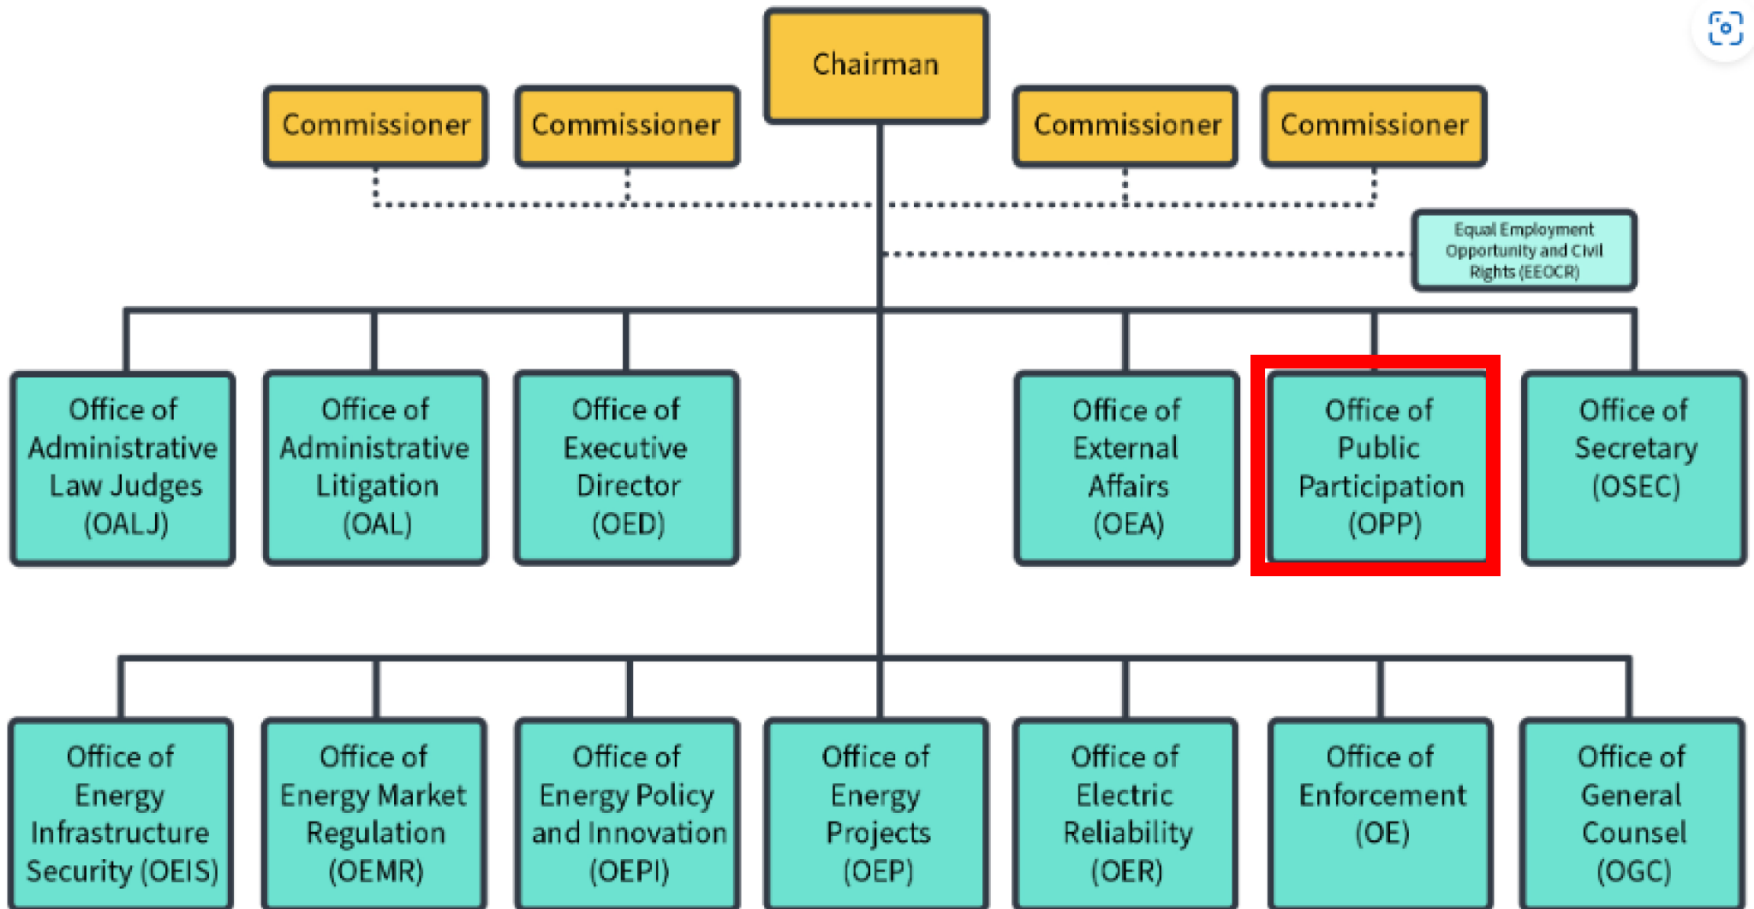 Chairman
Commissioner
Commissioner
Commissioner
Commissioner
Equal Employment
Opportunity and Civil
Rights (EEOCR)
Office of
Administrative
Law Judges
(OALJ)
Office of
Administrative
Litigation
(OAL)
Office of
Executive
Director
(OED)
Office of
External
Affairs
(OEA)
Office of
Public
Participation
(OPP)
Office of
Secretary
(OSEC)
Office of
Energy
Infrastructure
Security (OEIS)
Office of
Energy Market
Regulation
(OEMR)
Office of
Energy Policy
and Innovation
(OEPI)
Office of
Energy
Projects
(OEP)
Office of
Electric
Reliability
(OER)
Office of
Enforcement
(OE)
Office of
General
Counsel
(OGC)